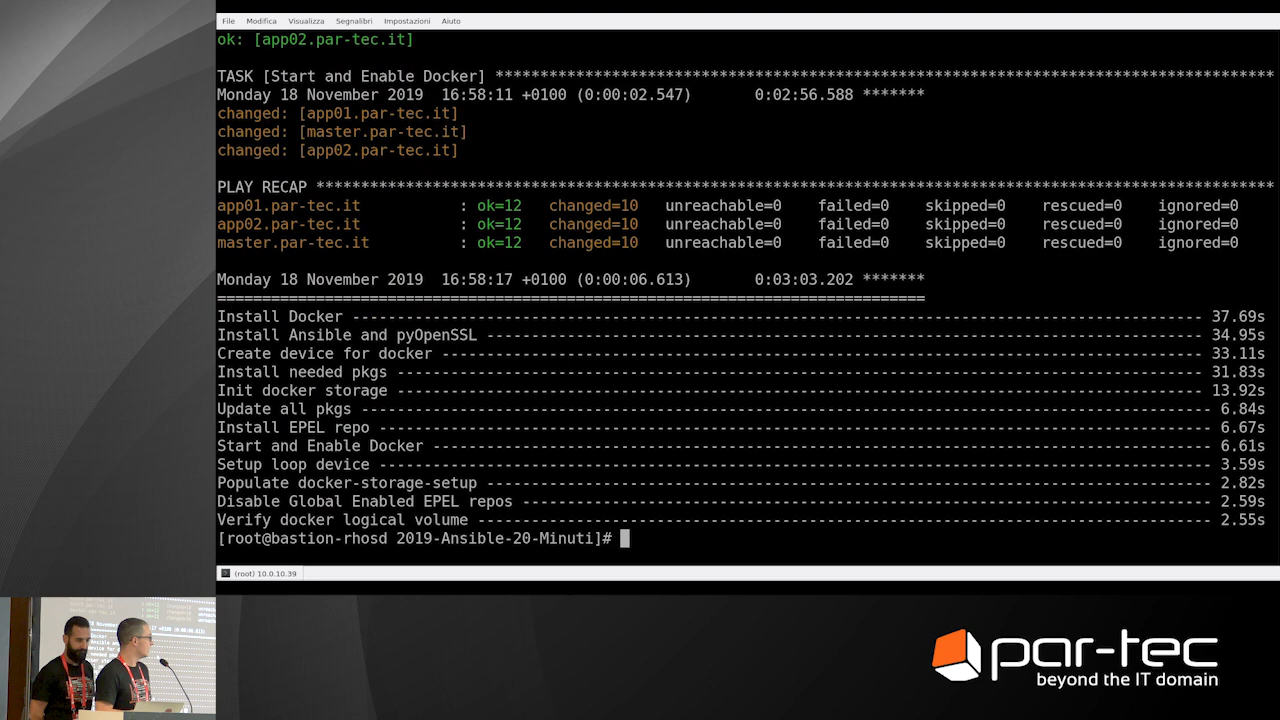 File Modifica Visualizza Segnalibri Impostazioni Aiuto
ok: [app02.par-tec.it]
TASK [Start and Enable Docker] ***************************************************************************************
Monday 18 November 2019  16:58:11 +0100 (0:00:02.547)       0:02:56.588 *******
changed: [app01.par-tec.it]
changed: [master.par-tec.it]
changed: [app02.par-tec.it]
PLAY RECAP ***********************************************************************************************************
app01.par-tec.it           : ok=12   changed=10   unreachable=0    failed=0    skipped=0    rescued=0    ignored=0
app02.par-tec.it           : ok=12   changed=10   unreachable=0    failed=0    skipped=0    rescued=0    ignored=0
master.par-tec.it          : ok=12   changed=10   unreachable=0    failed=0    skipped=0    rescued=0    ignored=0
Monday 18 November 2019  16:58:17 +0100 (0:00:06.613)       0:03:03.202 *******
===============================================================================
Install Docker ----------------------------------------------------------------------------------------------- 37.69s
Install Ansible and pyOpenSSL -------------------------------------------------------------------------------- 34.95s
Create device for docker ------------------------------------------------------------------------------------- 33.11s
Install needed pkgs ------------------------------------------------------------------------------------------ 31.83s
Init docker storage ------------------------------------------------------------------------------------------ 13.92s
Update all pkgs ----------------------------------------------------------------------------------------------- 6.84s
Install EPEL repo --------------------------------------------------------------------------------------------- 6.67s
Start and Enable Docker --------------------------------------------------------------------------------------- 6.61s
Setup loop device --------------------------------------------------------------------------------------------- 3.59s
Populate docker-storage-setup --------------------------------------------------------------------------------- 2.82s
Disable Global Enabled EPEL repos ----------------------------------------------------------------------------- 2.59s
Verify docker logical volume ---------------------------------------------------------------------------------- 2.55s
[root@bastion-rhosd 2019-Ansible-20-Minuti]#
(root) 10.0.10.39
par-tec
beyond the IT domain